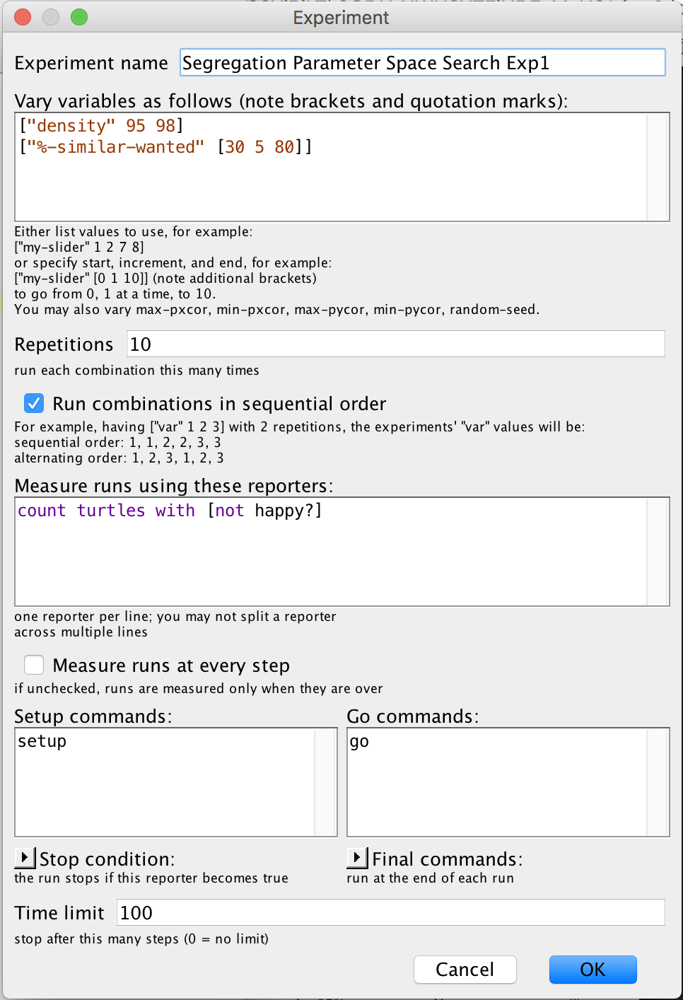 Experiment
Experiment name Segregation Parameter Space Search Exp1
Vary variables as follows (note brackets and quotation marks):
["density" 95 98]
["%-similar-wanted" [30 5 80]]
Either list values to use, for example:
["my-slider" 1 2 7 8]
or specify start, increment, and end, for example:
["my-slider" [0 1 10]] (note additional brackets)
to go from 0, 1 at a time, to 10.
You may also vary max-pxcor, min-pxcor, max-pycor, min-pycor, random-seed.
Repetitions 10
run each combination this many times
Run combinations in sequential order
For example, having ["var" 1 2 3] with 2 repetitions, the experiments' "var" values will be:
sequential order: 1, 1, 2, 2, 3, 3
alternating order: 1, 2, 3, 1, 2, 3
Measure runs using these reporters:
count turtles with [not happy?]
one reporter per line; you may not split a reporter
across multiple lines
Measure runs at every step
if unchecked, runs are measured only when they are over
Setup commands: Go commands:
setup go
Stop condition: Final commands:
the run stops if this reporter becomes true run at the end of each run
Time limit 100
stop after this many steps (0 = no limit)
Cancel OK